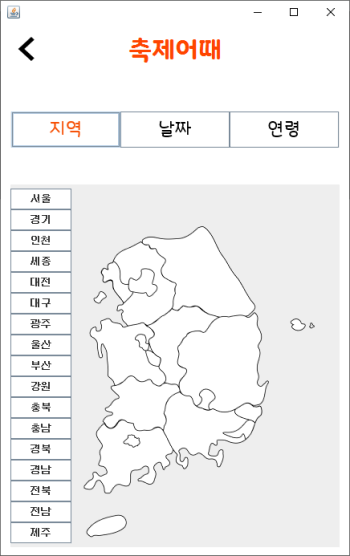 축제어때
지역 날짜 연령
서울
경기
인천
세종
대전
대구
광주
울산
부산
강원
충북
충남
경북
경남
전북
전남
제주